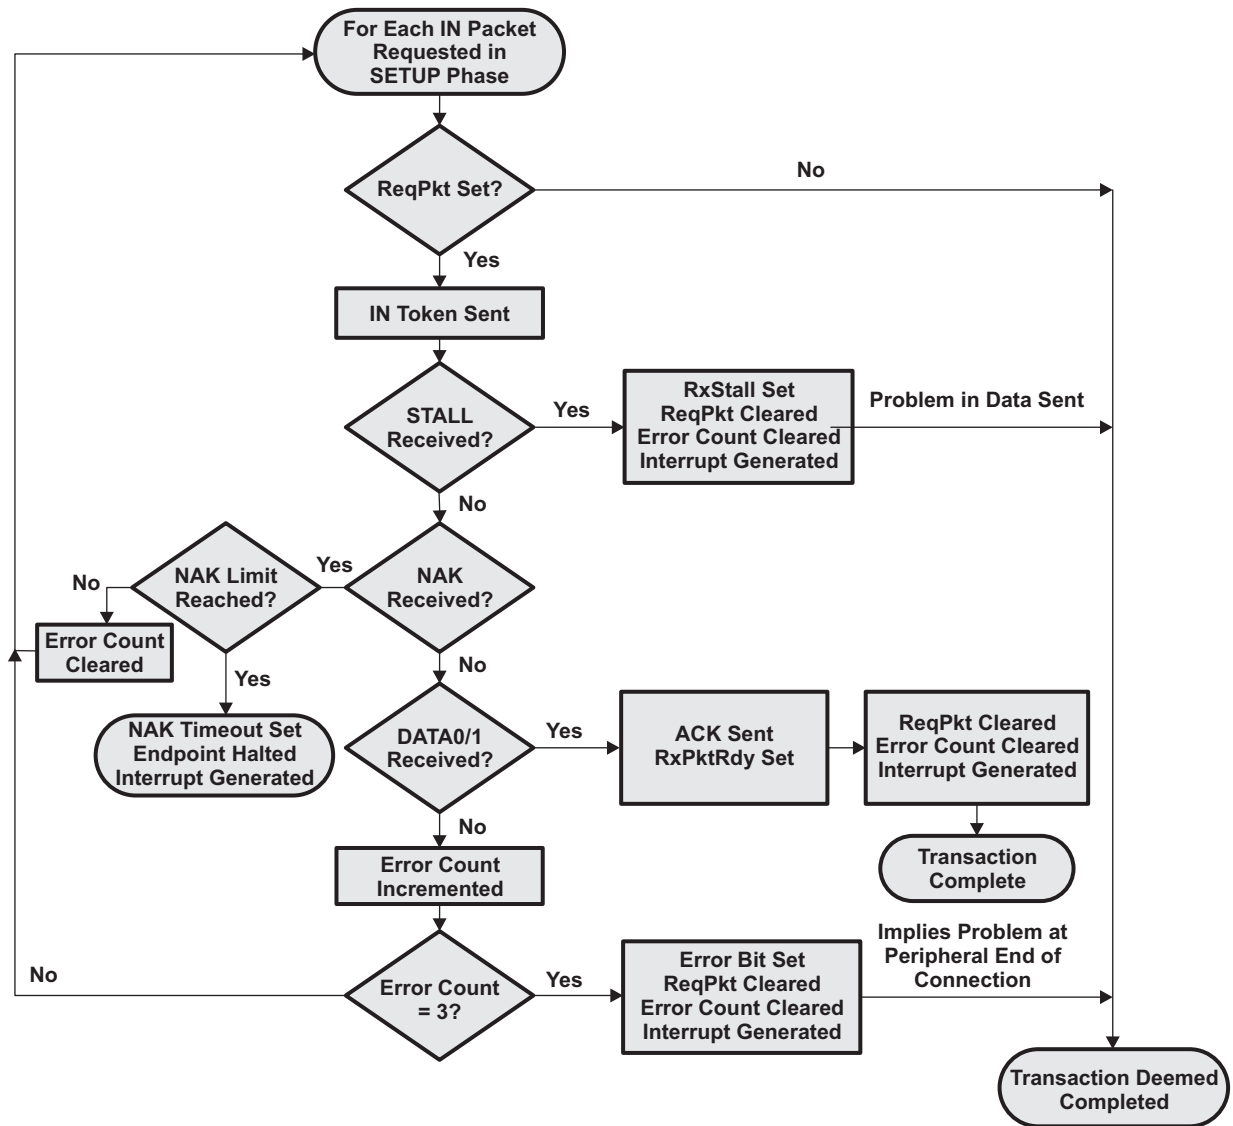 For Each IN Packet
Requested in
SETUP Phase
ReqPkt Set?
No
Yes
IN Token Sent
STALL
Received?
Yes
RxStall Set
ReqPkt Cleared
Error Count Cleared
Interrupt Generated
Problem in Data Sent
No
NAK
Received?
Yes
NAK Limit
Reached?
No
Error Count
Cleared
Yes
NAK Timeout Set
Endpoint Halted
Interrupt Generated
No
DATA0/1
Received?
Yes
ACK Sent
RxPktRdy Set
ReqPkt Cleared
Error Count Cleared
Interrupt Generated
Transaction
Complete
No
Error Count
Incremented
Error Count
= 3?
No
Yes
Error Bit Set
ReqPkt Cleared
Error Count Cleared
Interrupt Generated
Implies Problem at
Peripheral End of
Connection
Transaction Deemed
Completed